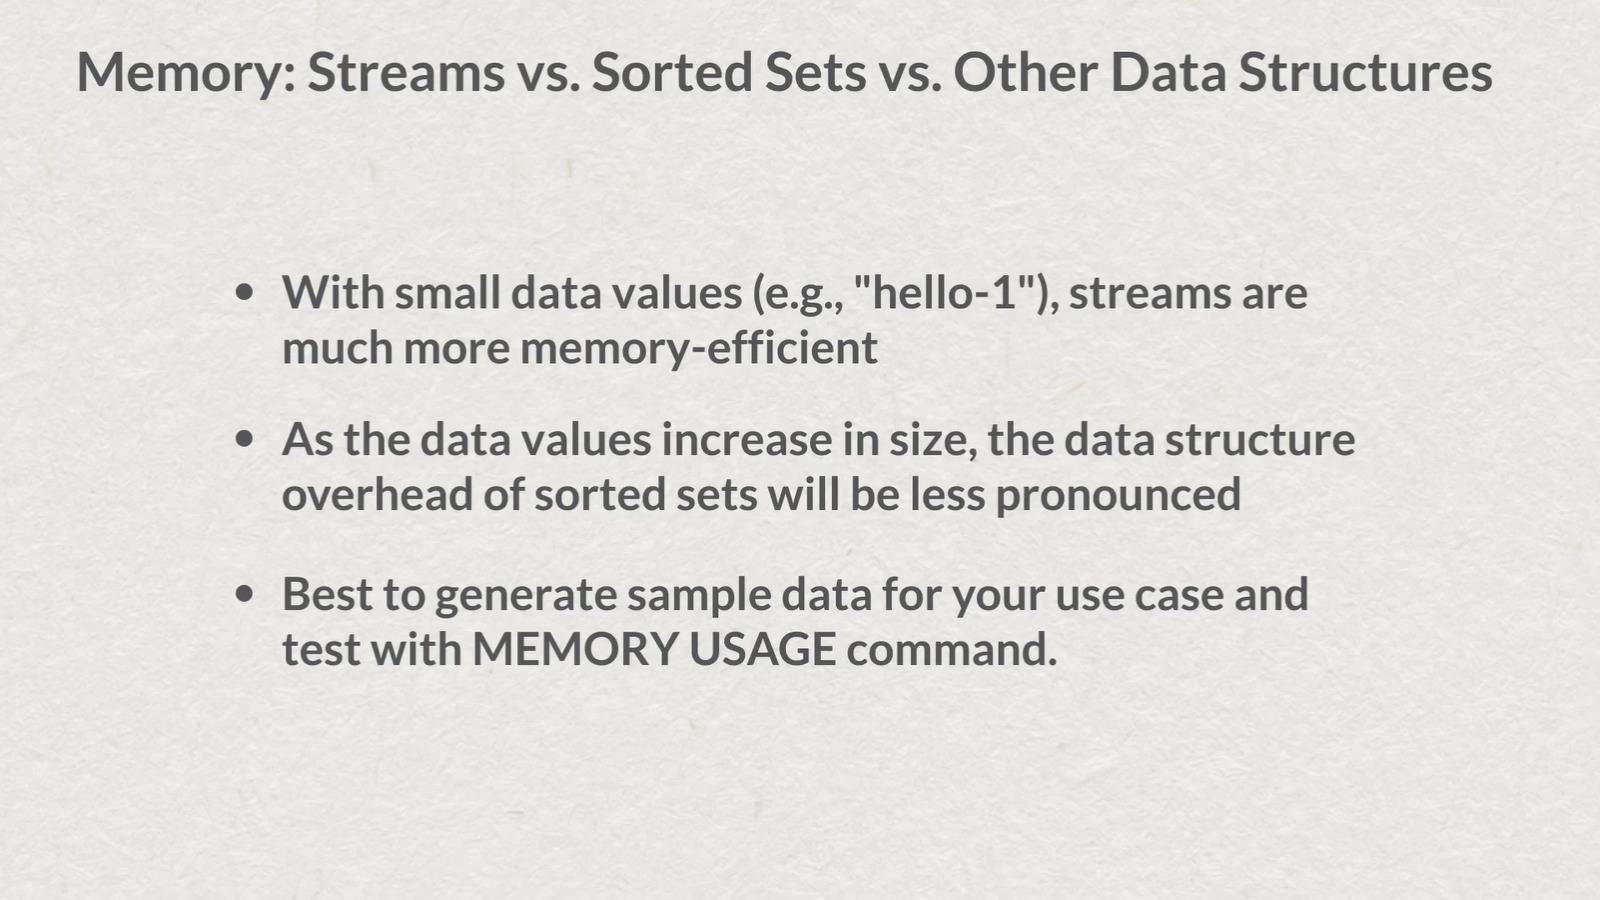 Memory: Streams vs. Sorted Sets vs. Other Data Structures
• With small data values (e.g., "hello-1"), streams are
much more memory-efficient
• As the data values increase in size, the data structure
overhead of sorted sets will be less pronounced
• Best to generate sample data for your use case and
test with MEMORY USAGE command.